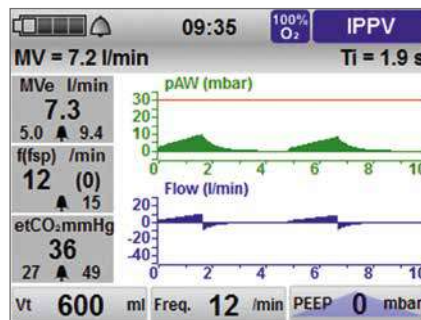 09:35 100% O₂ IPPV
MV = 7.2 l/min Ti = 1.9 s
MVe l/min
7.3
5.0 9.4
f(fsp) /min
12 (0)
15
etCO₂mmHg
36
27 49
pAW (mbar)
30
20
10
0
0 2 4 6 8 10
Flow (l/min)
20
0
-20
-40
0 2 4 6 8 10
Vt 600 ml Freq. 12 /min PEEP 0 mbar